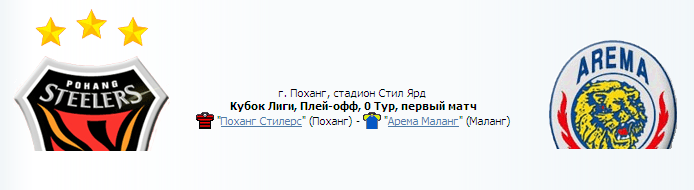 POHANG
STEELERS
AREMA
г. Поханг, стадион Стил Ярд
Кубок Лиги, Плей-офф, 0 Тур, первый матч
"Поханг Стилерс" (Поханг) - "Арема Маланг" (Маланг)